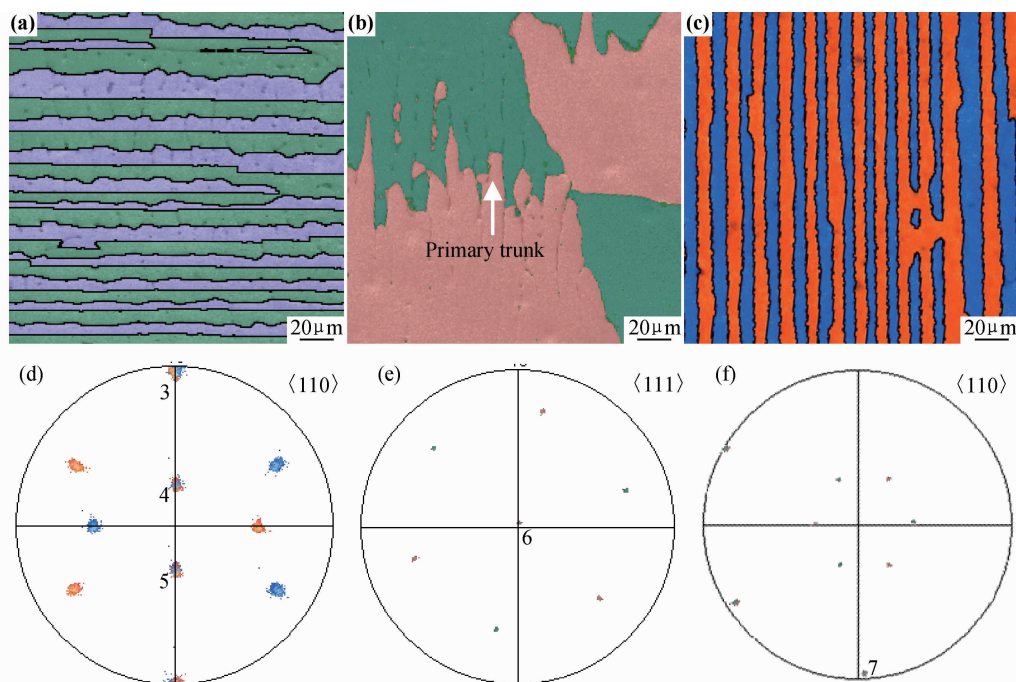 (a)
(b)
(c)
Primary trunk
20μm
20μm
20μm
(d)
(e)
(f)
〈110〉
〈111〉
〈110〉
3
4
5
6
7